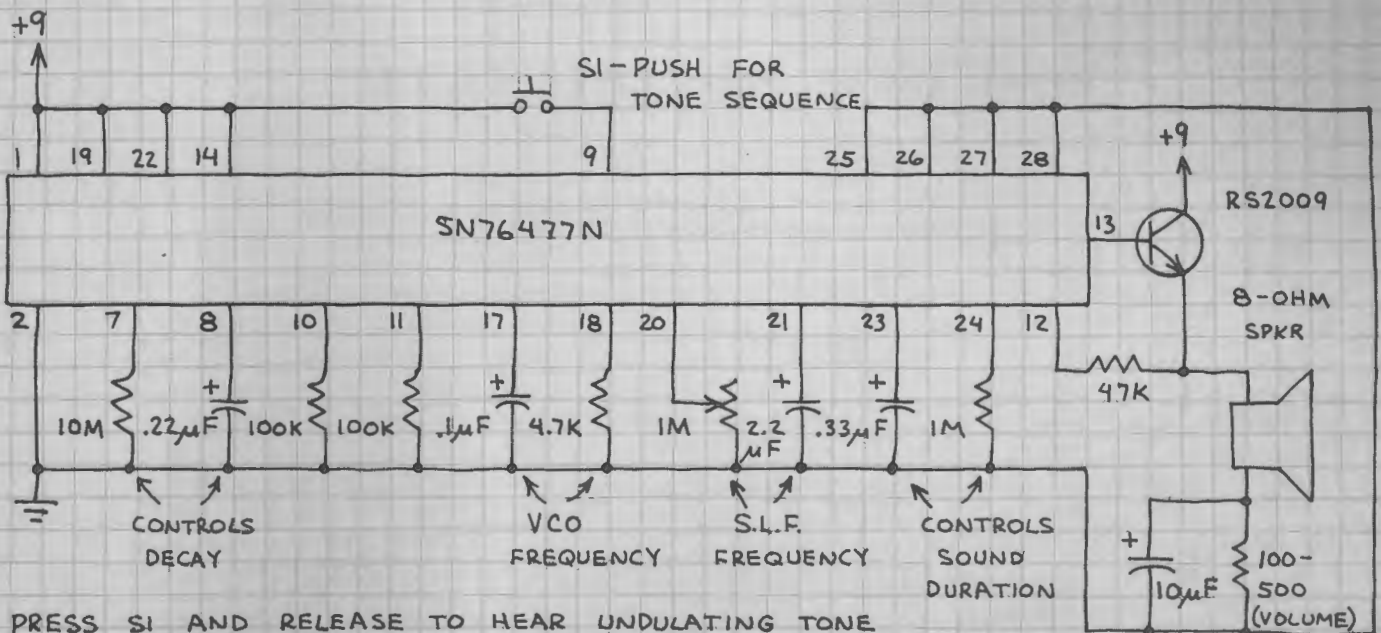 +9
S1-PUSH FOR
TONE SEQUENCE
1 19 22 14 9 25 26 27 28
+9
RS2009
SN76477N
13
8-OHM
SPKR
2 7 8 10 11 17 18 20 21 23 24 12
+ + + +
47K
10M .22µF 100K 100K .1µF 4.7K 1M 2.2 µF .33µF 1M
CONTROLS
DECAY
VCO
FREQUENCY
S.L.F.
FREQUENCY
CONTROLS
SOUND
DURATION
+
10µF
100-
500
(VOLUME)
PRESS S1 AND RELEASE TO HEAR UNDULATING TONE